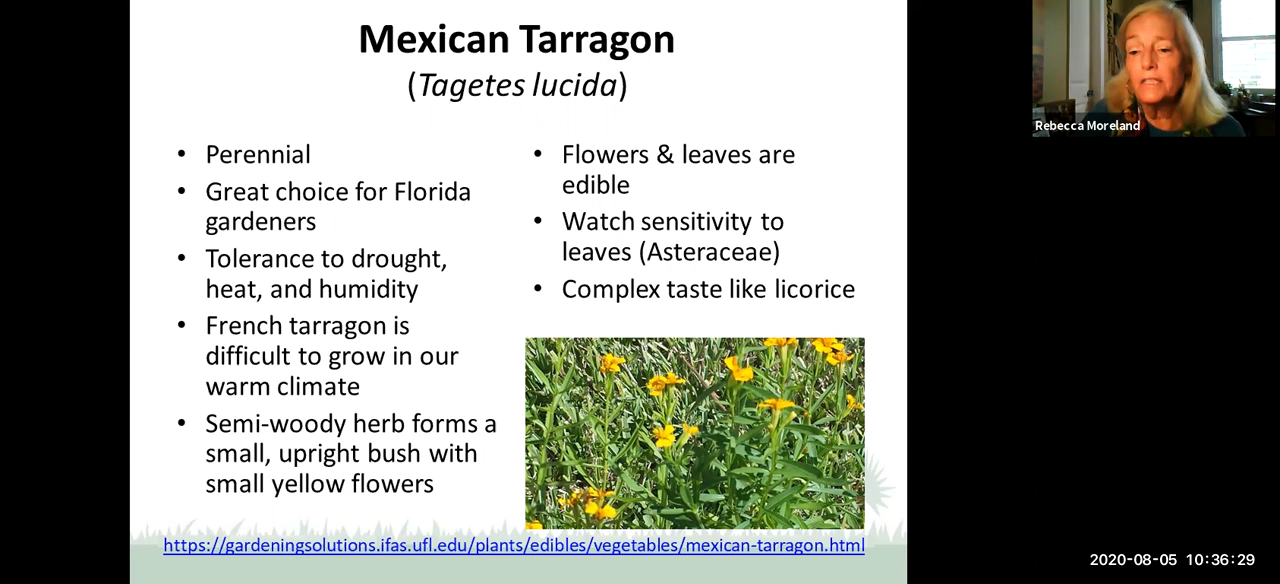 Mexican Tarragon
(Tagetes lucida)
• Perennial
• Great choice for Florida
gardeners
• Tolerance to drought,
heat, and humidity
• French tarragon is
difficult to grow in our
warm climate
• Semi-woody herb forms a
small, upright bush with
small yellow flowers
• Flowers & leaves are
edible
• Watch sensitivity to
leaves (Asteraceae)
• Complex taste like licorice
https://gardeningsolutions.ifas.ufl.edu/plants/edibles/vegetables/mexican-tarragon.html
Rebecca Moreland
2020-08-05 10:36:29